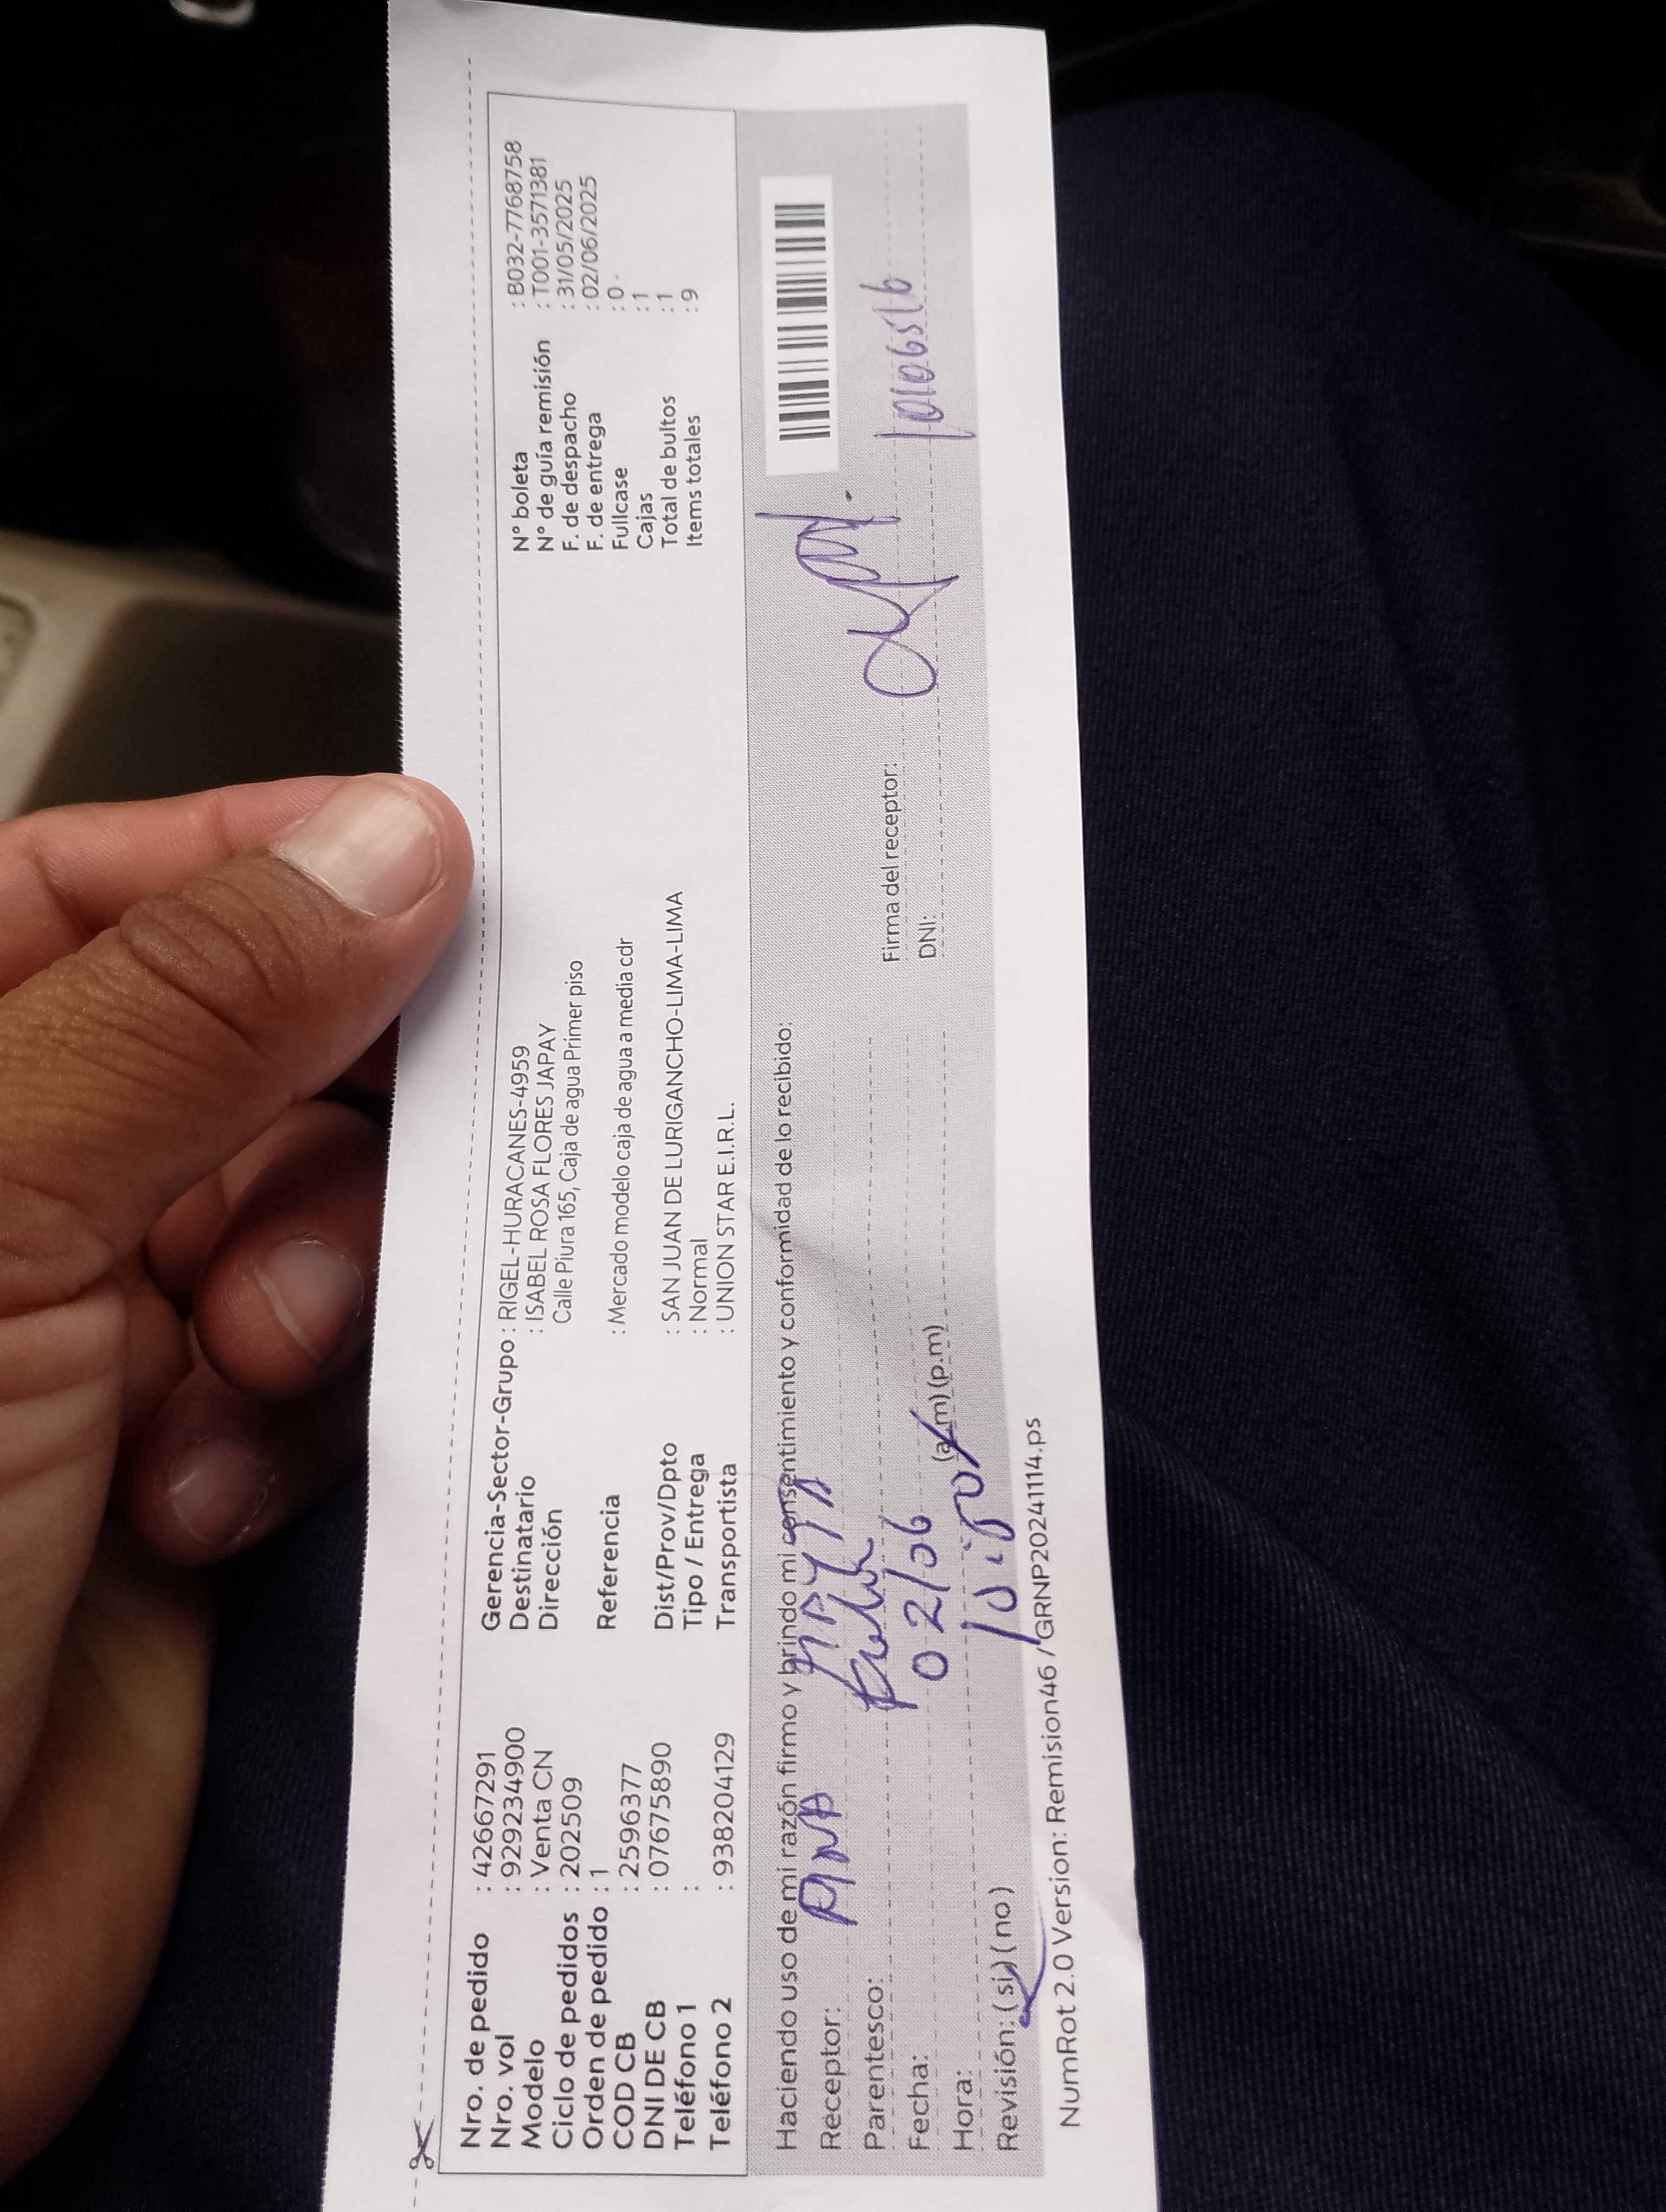 Nro. de pedido : 42667291
Nro. vol : 9292234900
Modelo : Venta CN
Ciclo de pedidos : 202509
Orden de pedido : 1
COD CB : 2596377
DNI DE CB : 07675890
Teléfono 1 :
Teléfono 2 : 938204129
Gerencia-Sector-Grupo : RIGEL-HURACANES-4959
Destinatario : ISABEL ROSA FLORES JAPAY
Dirección Calle Piura 165, Caja de agua Primer piso
Referencia : Mercado modelo caja de agua a media cdr
Dist/Prov/Dpto : SAN JUAN DE LURIGANCHO-LIMA-LIMA
Tipo / Entrega : Normal
Transportista : UNION STAR E.I.R.L.
N° boleta : B032-7768758
N° de guía remisión : T001-3571381
F. de despacho : 31/05/2025
F. de entrega : 02/06/2025
Fullcase : 0
Cajas : 1
Total de bultos : 1
Items totales : 9
Haciendo uso de mi razón firmo y brindo mi consentimiento y conformidad de lo recibido:
Receptor: ANA
Parentesco:
Fecha: 02/06
Hora: (a.m) (p.m)
Revisión: (si) (no)
Firma del receptor:
DNI:
NumRot 2.0 Version: Remision46 / GRNP20241114.ps